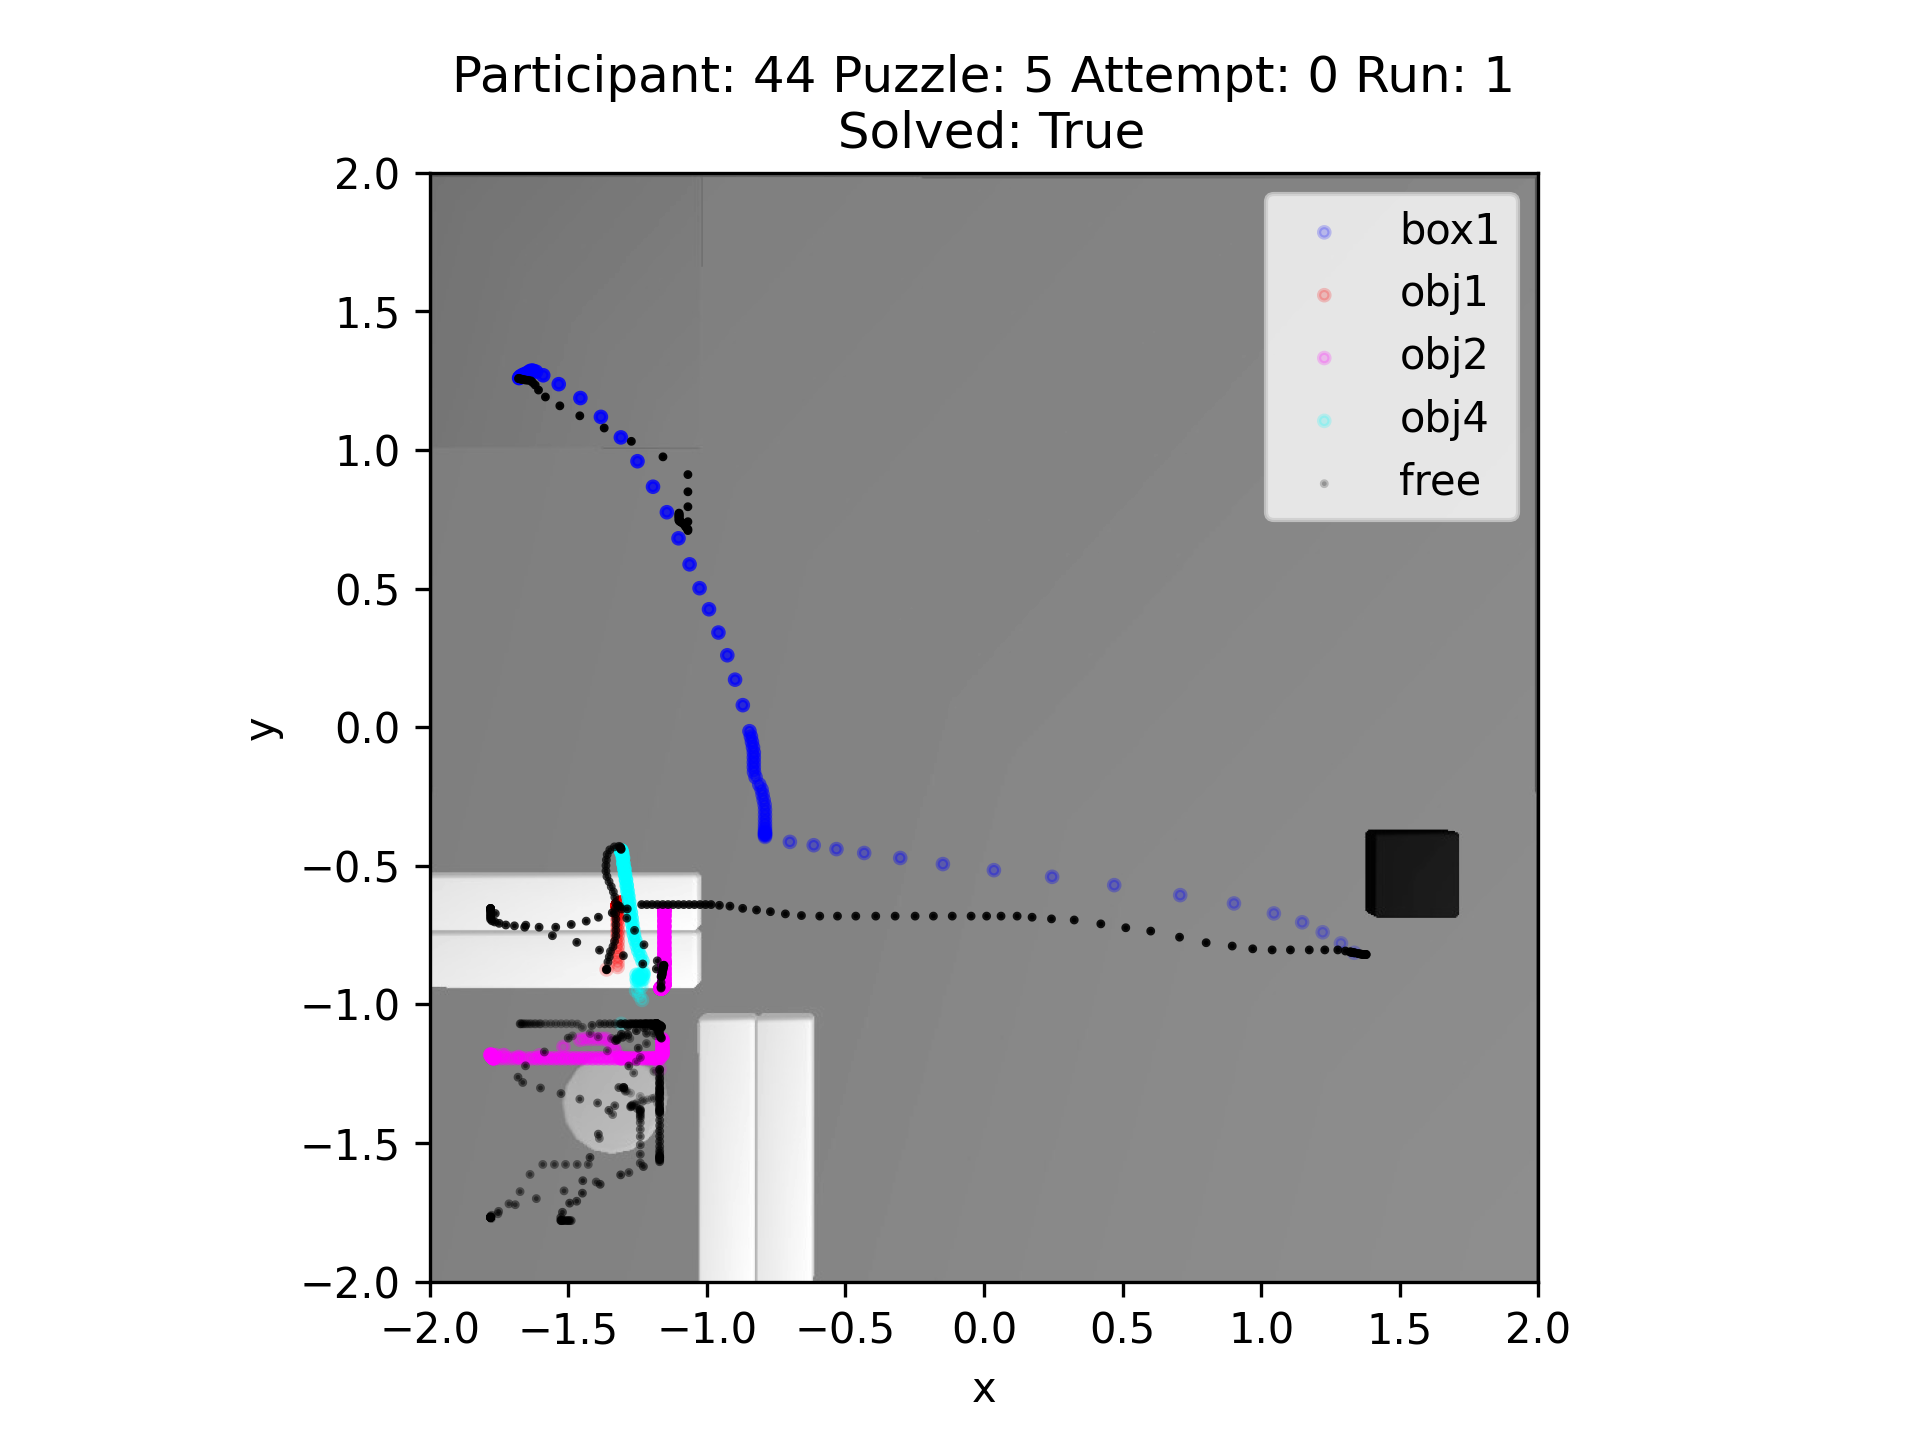 Participant: 44 Puzzle: 5 Attempt: 0 Run: 1
Solved: True
2.0
1.5
1.0
0.5
0.0
−0.5
−1.0
−1.5
−2.0
y
box1
obj1
obj2
obj4
free
−2.0 −1.5 −1.0 −0.5 0.0 0.5 1.0 1.5 2.0
x